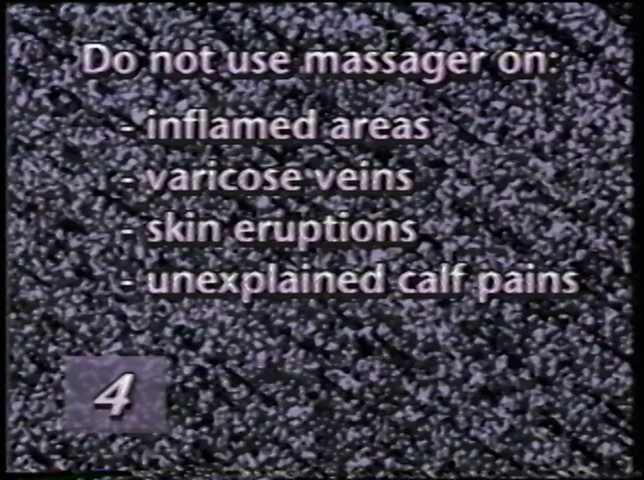 Do not use massager on:
- inflamed areas
- varicose veins
- skin eruptions
- unexplained calf pains
4